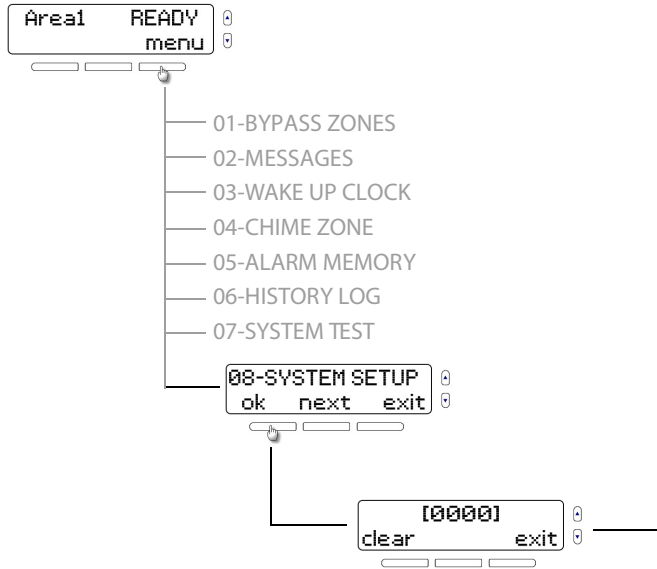 Area1 READY
menu
01-BYPASS ZONES
02-MESSAGES
03-WAKE UP CLOCK
04-CHIME ZONE
05-ALARM MEMORY
06-HISTORY LOG
07-SYSTEM TEST
08-SYSTEM SETUP
ok next exit
[0000]
clear exit